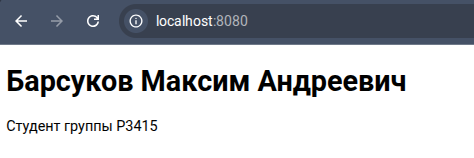 localhost:8080
Барсуков Максим Андреевич
Студент группы P3415